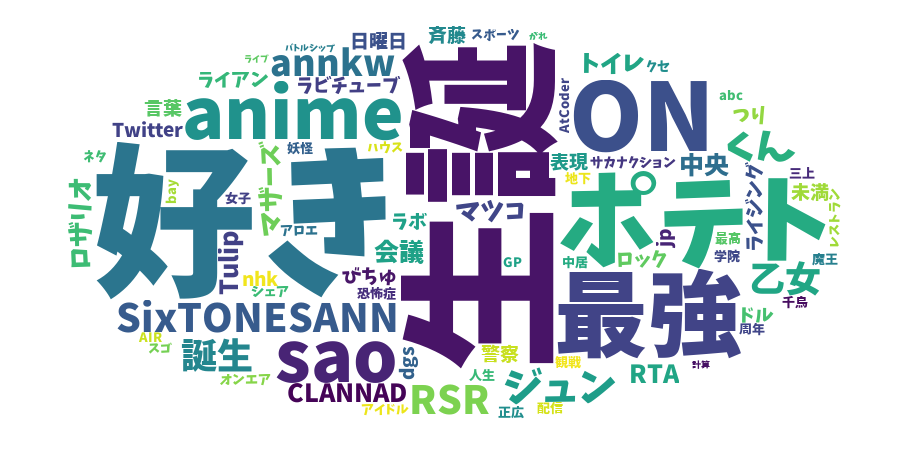 バトルシップ
日曜日
斉藤
スポーツ
かれ
ライブ
annkw
トイレ
クセ
ライアン
ラビチューブ
anime
言葉
Twitter
AtCoder
ON
abc
つり
くん
ネタ
妖怪
ハウス
表現
サカナクション
中央
好き
生誕
ポテト
地下
三上
未満
ロザリオ
bay
女子
マザーズ
アロエ
ラボ
マツコ
ライジング
レストラン
Tulip
会議
jp
最高
学院
nhk
びちゅ
GP
中居
ロック
魔王
シェア
恐怖症
乙女
千鳥
SixTONESANN
最強
ドル
周年
AIR
スゴ
誕生
sao
dgs
警察
観戦
計算
オンエア
人生
ジュン
RTA
CLANNAD
RSR
アイドル
正広
配信